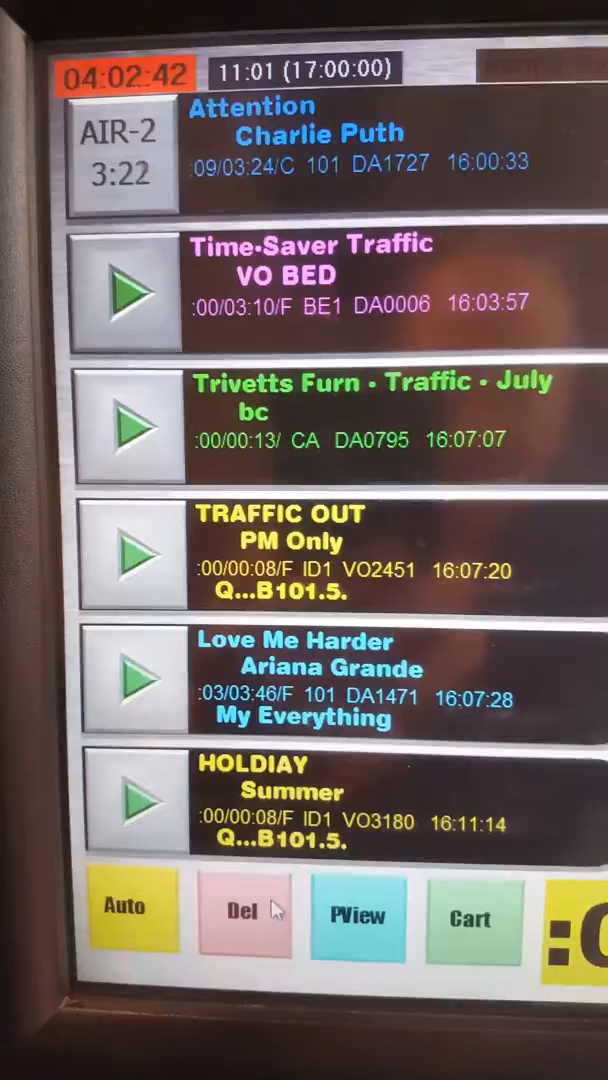 04:02:42 11:01 (17:00:00)
AIR-2
3:22
Attention
Charlie Puth
:09/03:24/C 101 DA1727 16:00:33
Time-Saver Traffic
VO BED
:00/03:10/F BE1 DA0006 16:03:57
Trivetts Furn • Traffic • July
bc
:00/00:13/ CA DA0795 16:07:07
TRAFFIC OUT
PM Only
:00/00:08/F ID1 VO2451 16:07:20
Q...B101.5.
Love Me Harder
Ariana Grande
:03/03:46/F 101 DA1471 16:07:28
My Everything
HOLDIAY
Summer
:00/00:08/F ID1 VO3180 16:11:14
Q...B101.5.
Auto Del PView Cart